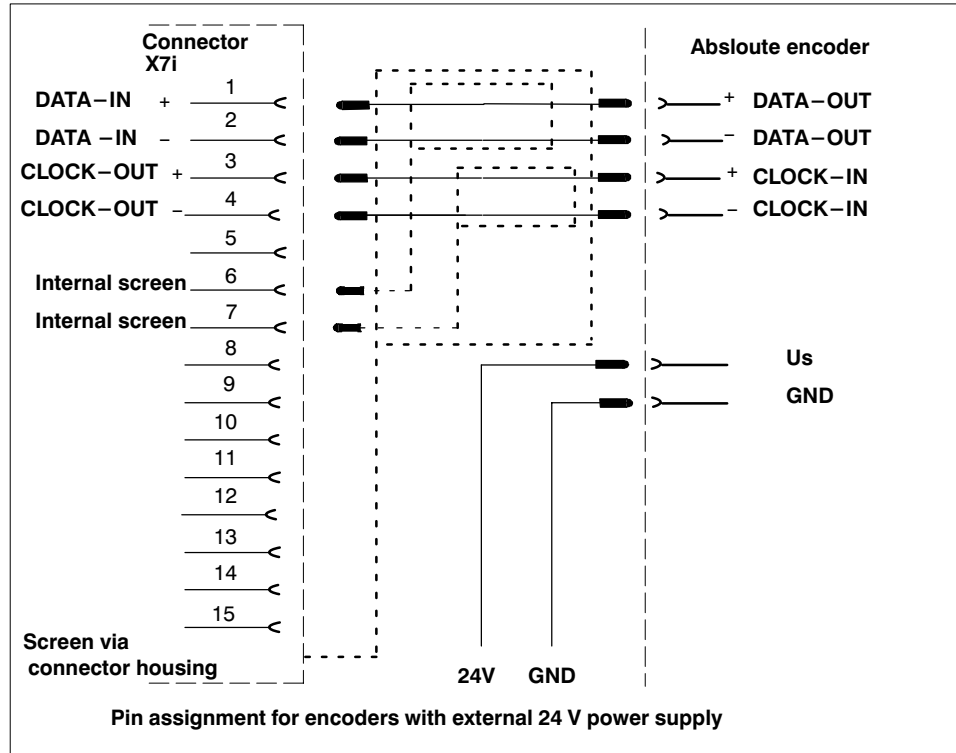 Connector
X7i
Absloute encoder
1
DATA–IN + + DATA–OUT
2
DATA –IN – – DATA–OUT
3
CLOCK–OUT + + CLOCK–IN
4
CLOCK–OUT – – CLOCK–IN
5
Internal screen 6
Internal screen 7
8 Us
9 GND
10
11
12
13
14
15
Screen via
connector housing
24V GND
Pin assignment for encoders with external 24 V power supply